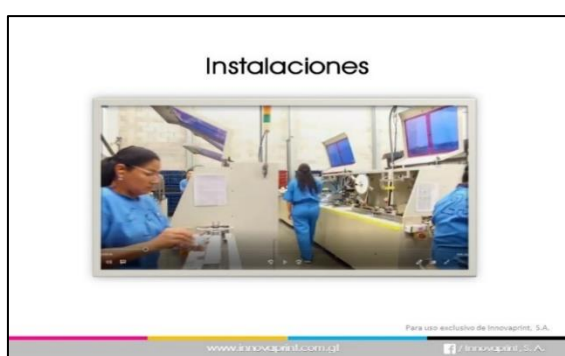 Instalaciones
Para uso exclusivo de Innovaprint, S.A.
www.innovaprint.com.gt
/ Innovaprint, S. A.